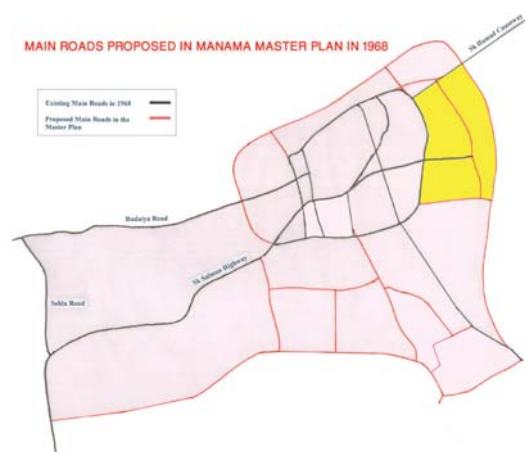 MAIN ROADS PROPOSED IN MANAMA MASTER PLAN IN 1968
Sk Hamad Causeway
Existing Main Roads in 1968
Proposed Main Roads in the
Master Plan
Budaiya Road
Sk Salman Highway
Sehla Road